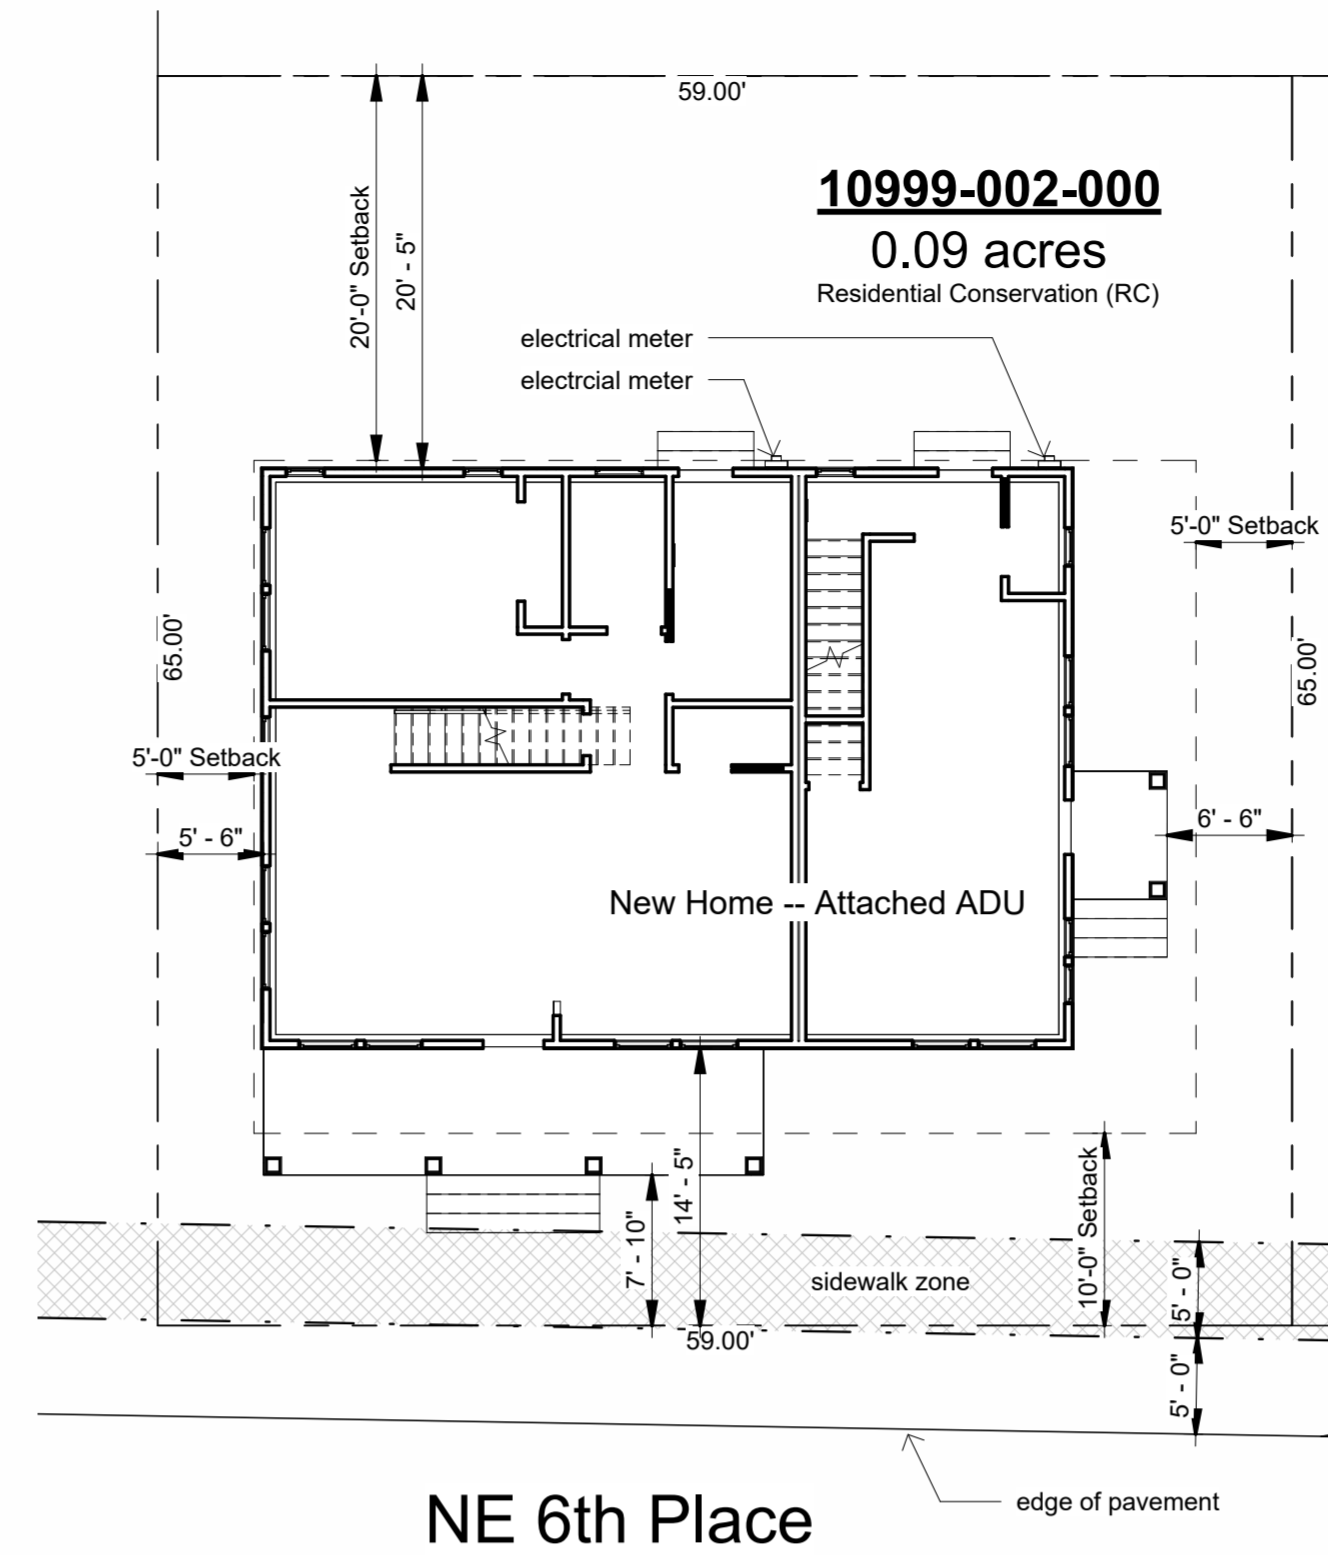 59.00'
10999-002-000
0.09 acres
Residential Conservation (RC)
20'-0" Setback
20' - 5"
electrical meter
electrcial meter
5'-0" Setback
65.00'
65.00'
5'-0" Setback
5' - 6"
6' - 6"
New Home -- Attached ADU
14' - 5"
7' - 10"
10'-0" Setback
sidewalk zone
5' - 0"
59.00'
5' - 0"
edge of pavement
NE 6th Place